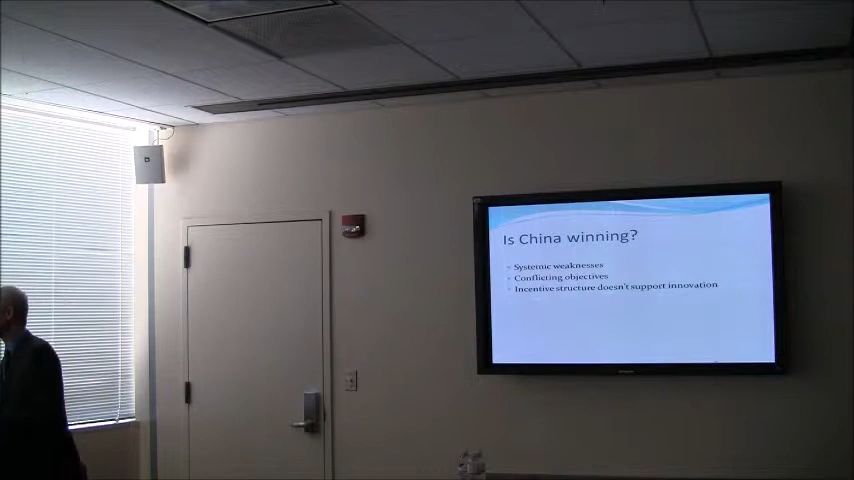 Is China winning?
Systemic weaknesses
Conflicting objectives
Incentive structure doesn't support innovation